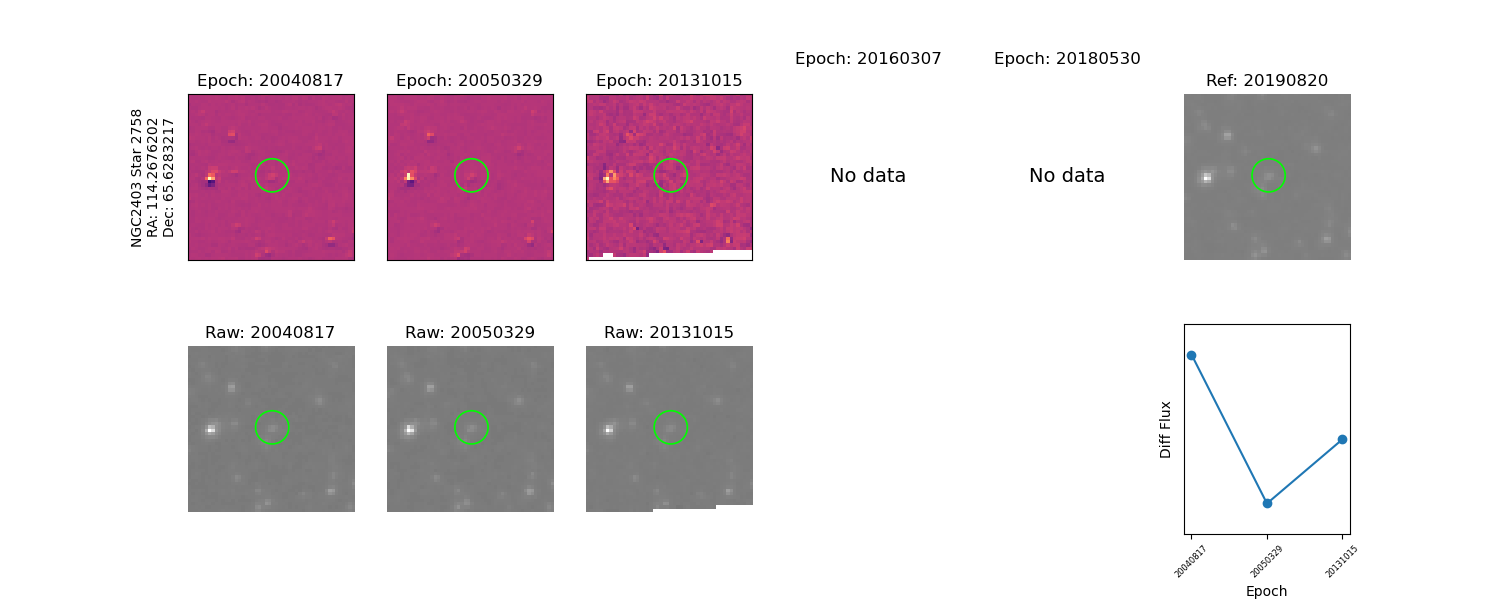 Epoch: 20040817
Epoch: 20050329
Epoch: 20131015
Epoch: 20160307
Epoch: 20180530
Ref: 20190820
NGC2403 Star 2758
RA: 114.2676202
Dec: 65.6283217
No data
No data
Raw: 20040817
Raw: 20050329
Raw: 20131015
Diff Flux
20040817
20050329
20131015
Epoch